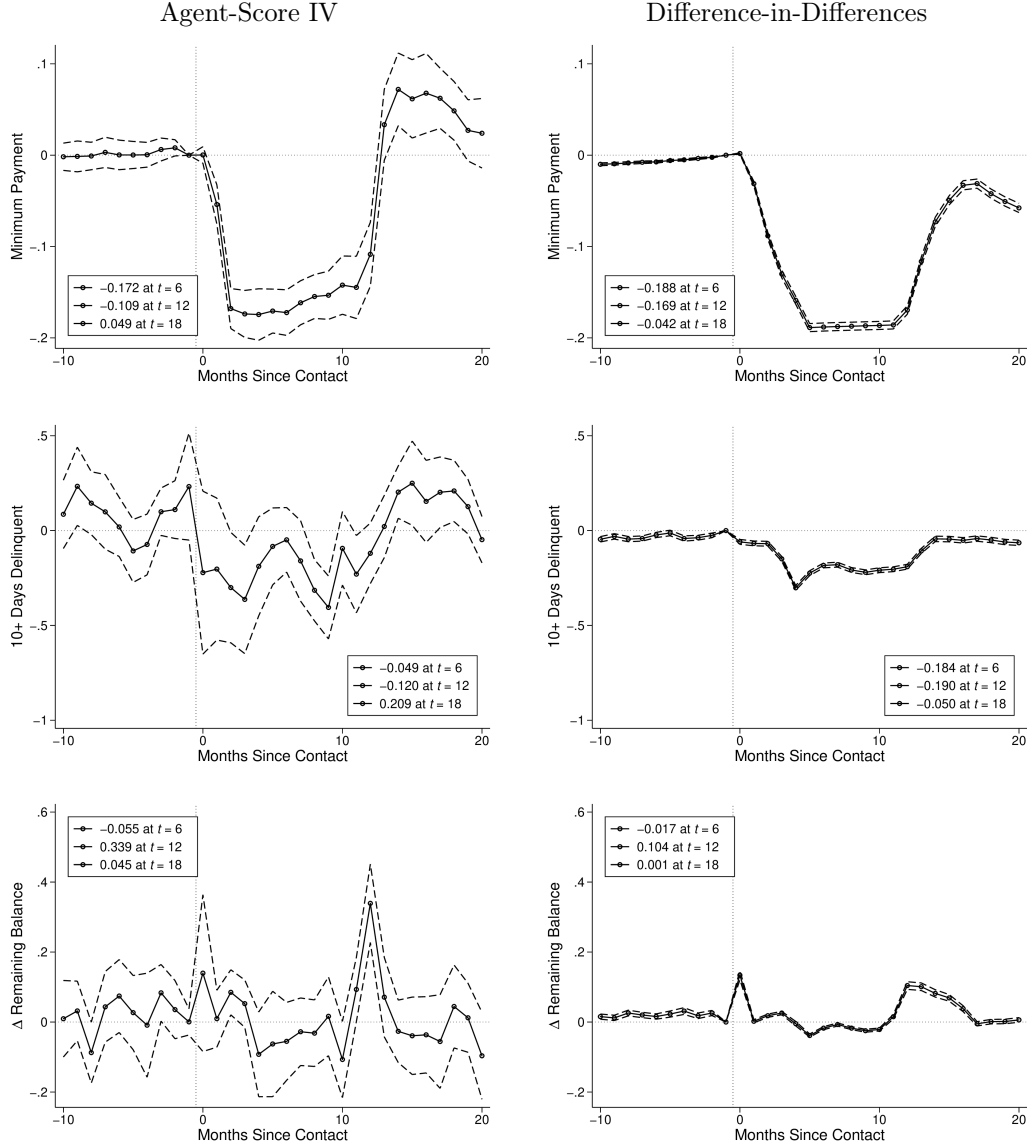 Agent-Score IV
Difference-in-Differences
Minimum Payment
.1
0
−.1
−.2
−0.172 at t = 6
−0.109 at t = 12
0.049 at t = 18
−10 0 10 20
Months Since Contact
Minimum Payment
.1
0
−.1
−.2
−0.188 at t = 6
−0.169 at t = 12
−0.042 at t = 18
−10 0 10 20
Months Since Contact
10+ Days Delinquent
.5
0
−.5
−1
−0.049 at t = 6
−0.120 at t = 12
0.209 at t = 18
−10 0 10 20
Months Since Contact
10+ Days Delinquent
.5
0
−.5
−1
−0.184 at t = 6
−0.190 at t = 12
−0.050 at t = 18
−10 0 10 20
Months Since Contact
Δ Remaining Balance
.6
.4
.2
0
−.2
−0.055 at t = 6
0.339 at t = 12
0.045 at t = 18
−10 0 10 20
Months Since Contact
Δ Remaining Balance
.6
.4
.2
0
−.2
−0.017 at t = 6
0.104 at t = 12
0.001 at t = 18
−10 0 10 20
Months Since Contact